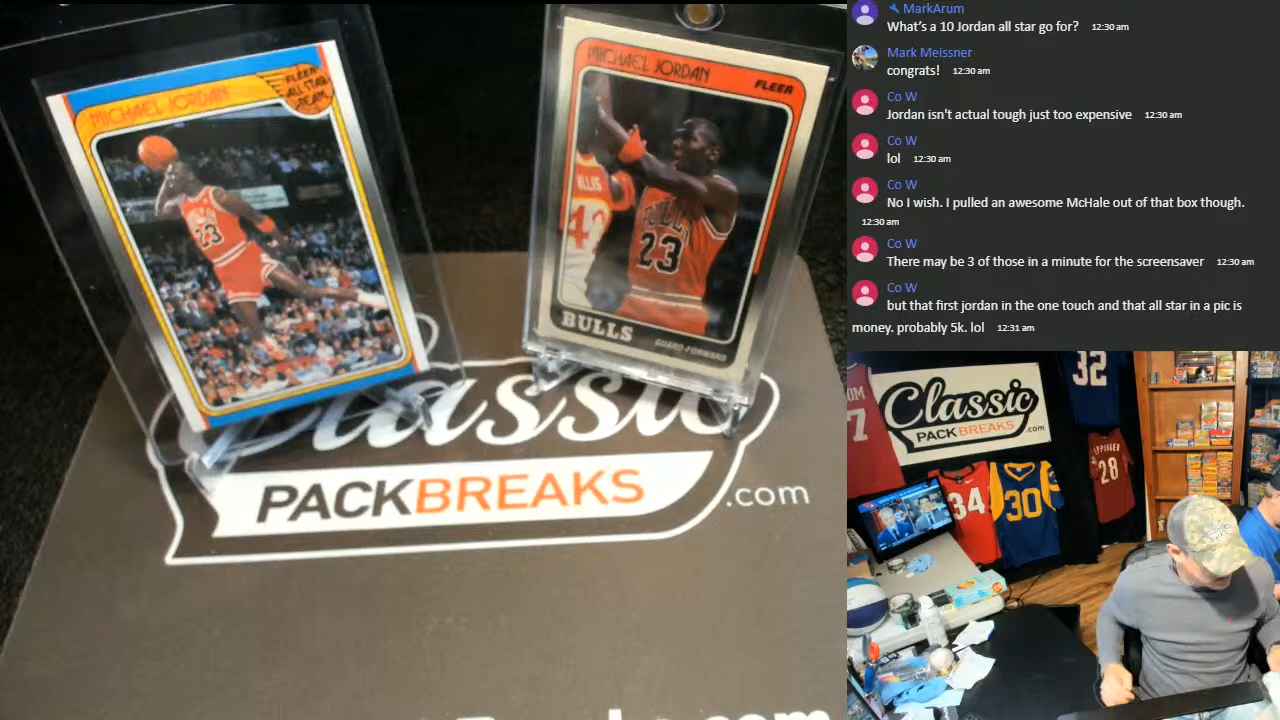 MICHAEL JORDAN
FLEER
ALL STAR
TEAM
23
MICHAEL JORDAN
FLEER
23
BULLS
GUARD-FORWARD
Classic
PACKBREAKS
.com
MarkArum
What's a 10 Jordan all star go for? 12:30 am
Mark Meissner
congrats! 12:30 am
Co W
Jordan isn't actual tough just too expensive 12:30 am
Co W
lol 12:30 am
Co W
No I wish. I pulled an awesome McHale out of that box though.
12:30 am
Co W
There may be 3 of those in a minute for the screensaver 12:30 am
Co W
but that first jordan in the one touch and that all star in a pic is
money. probably 5k. lol 12:31 am
Classic
PACKBREAKS
.com
32
7
34
30
28